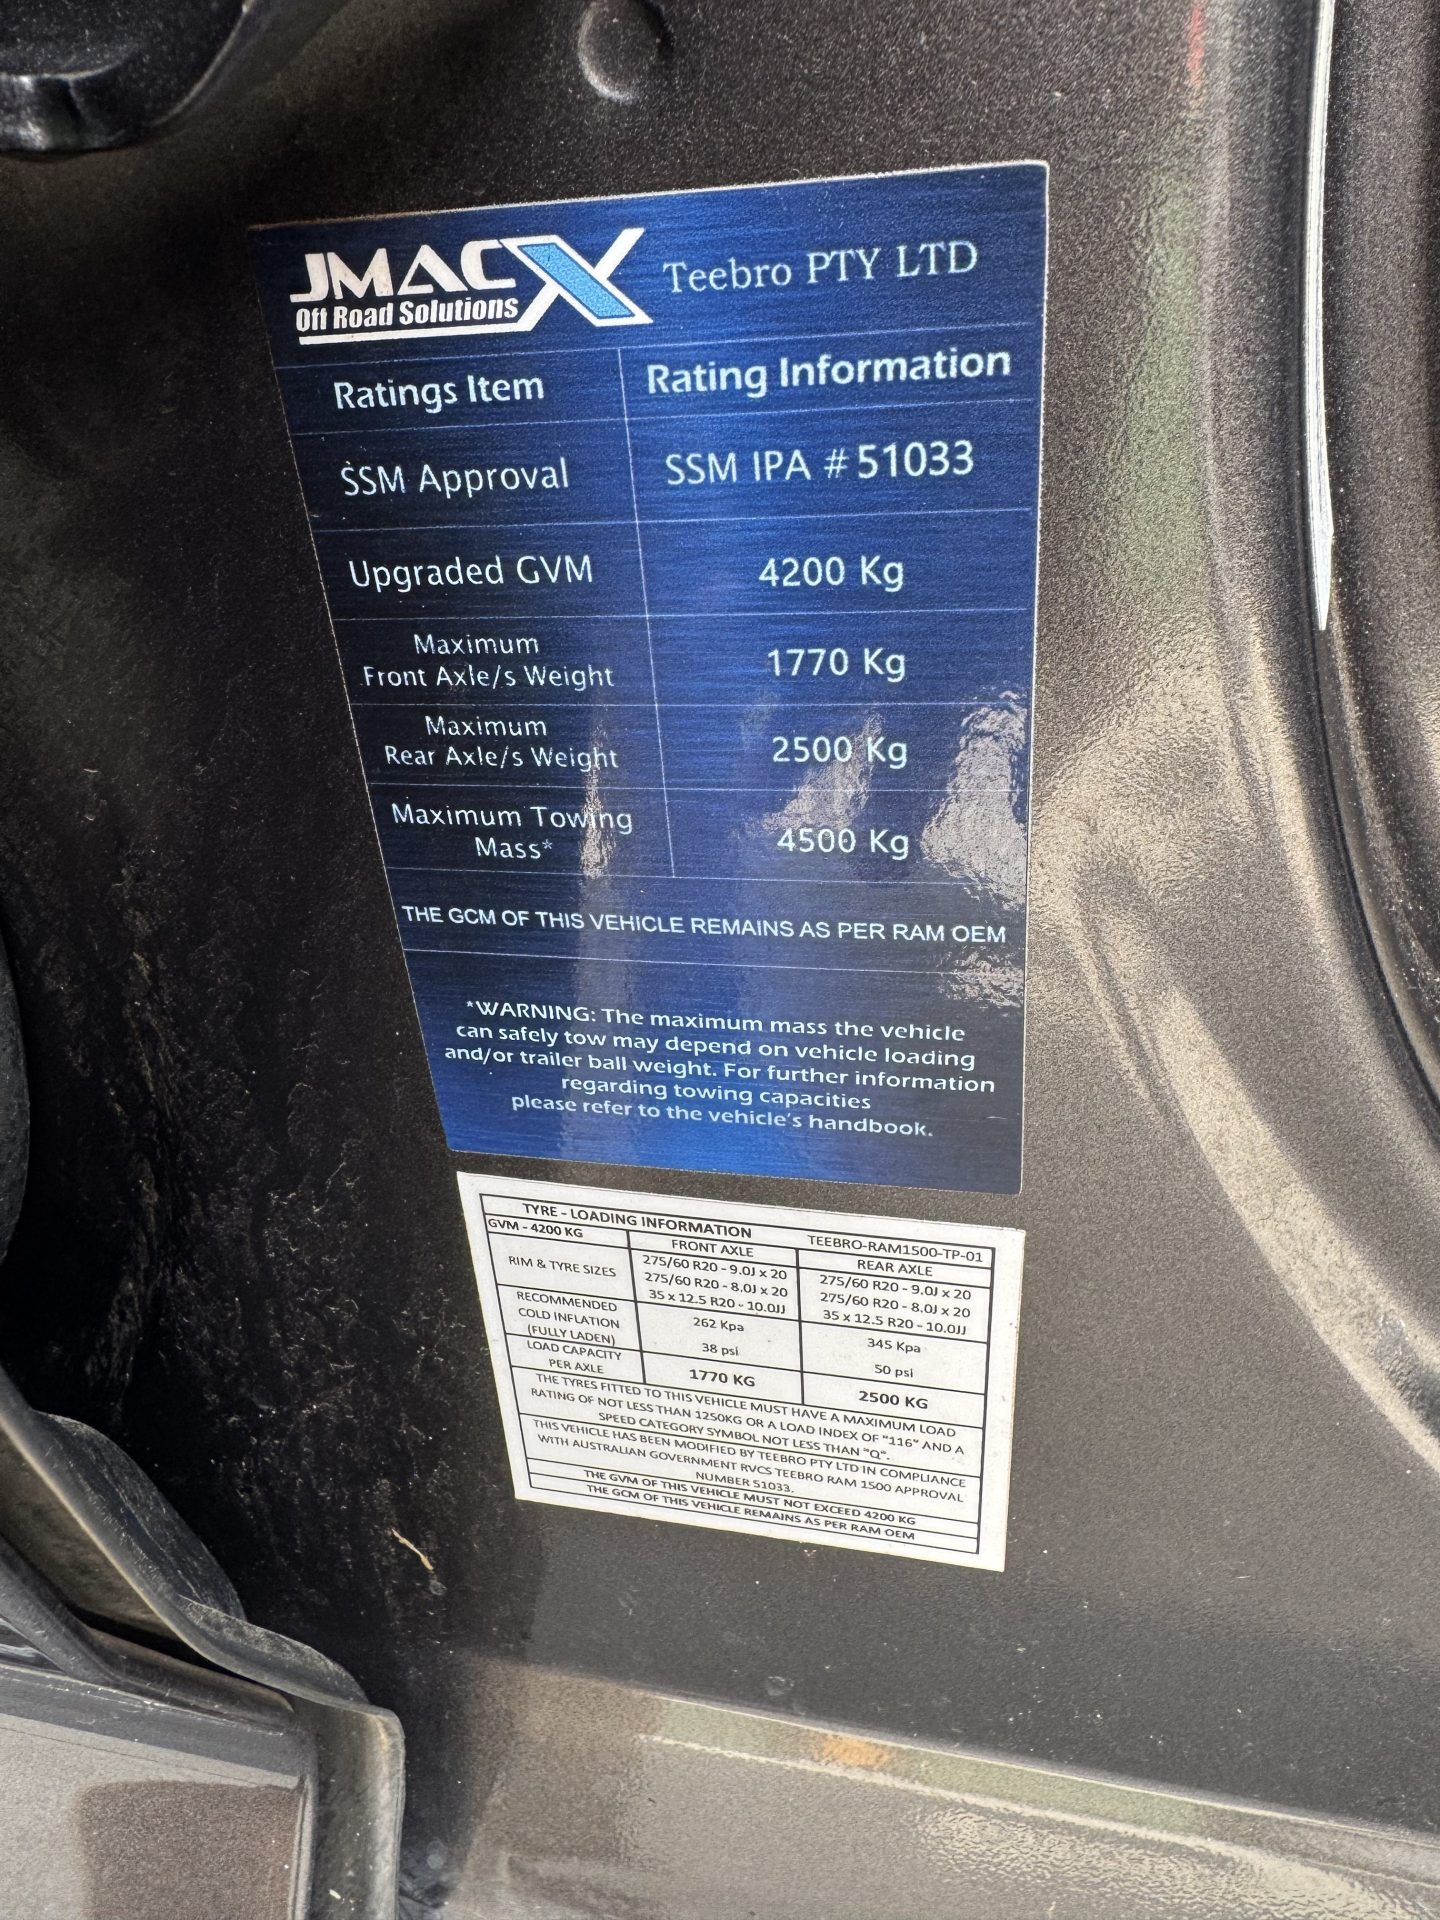 JMACX
Off Road Solutions
Teebro PTY LTD
Ratings Item
Rating Information
SSM Approval
SSM IPA # 51033
Upgraded GVM
4200 Kg
Maximum
Front Axle/s Weight
1770 Kg
Maximum
Rear Axle/s Weight
2500 Kg
Maximum Towing
Mass*
4500 Kg
THE GCM OF THIS VEHICLE REMAINS AS PER RAM OEM
*WARNING: The maximum mass the vehicle
can safely tow may depend on vehicle loading
and/or trailer ball weight. For further information
regarding towing capacities
please refer to the vehicle's handbook.
TYRE - LOADING INFORMATION
TEEBRO-RAM1500-TP-01
GVM - 4200 KG
FRONT AXLE
REAR AXLE
RIM & TYRE SIZES
275/60 R20 - 9.0J x 20
275/60 R20 - 8.0J x 20
35 x 12.5 R20 - 10.0JJ
275/60 R20 - 9.0J x 20
275/60 R20 - 8.0J x 20
35 x 12.5 R20 - 10.0JJ
RECOMMENDED
COLD INFLATION
(FULLY LADEN)
262 Kpa
38 psi
345 Kpa
50 psi
LOAD CAPACITY
PER AXLE
1770 KG
2500 KG
THE TYRES FITTED TO THIS VEHICLE MUST HAVE A MAXIMUM LOAD
RATING OF NOT LESS THAN 1250KG OR A LOAD INDEX OF "116" AND A
SPEED CATEGORY SYMBOL NOT LESS THAN "Q".
THIS VEHICLE HAS BEEN MODIFIED BY TEEBRO PTY LTD IN COMPLIANCE
WITH AUSTRALIAN GOVERNMENT RVCS TEEBRO RAM 1500 APPROVAL
NUMBER 51033.
THE GVM OF THIS VEHICLE MUST NOT EXCEED 4200 KG
THE GCM OF THIS VEHICLE REMAINS AS PER RAM OEM